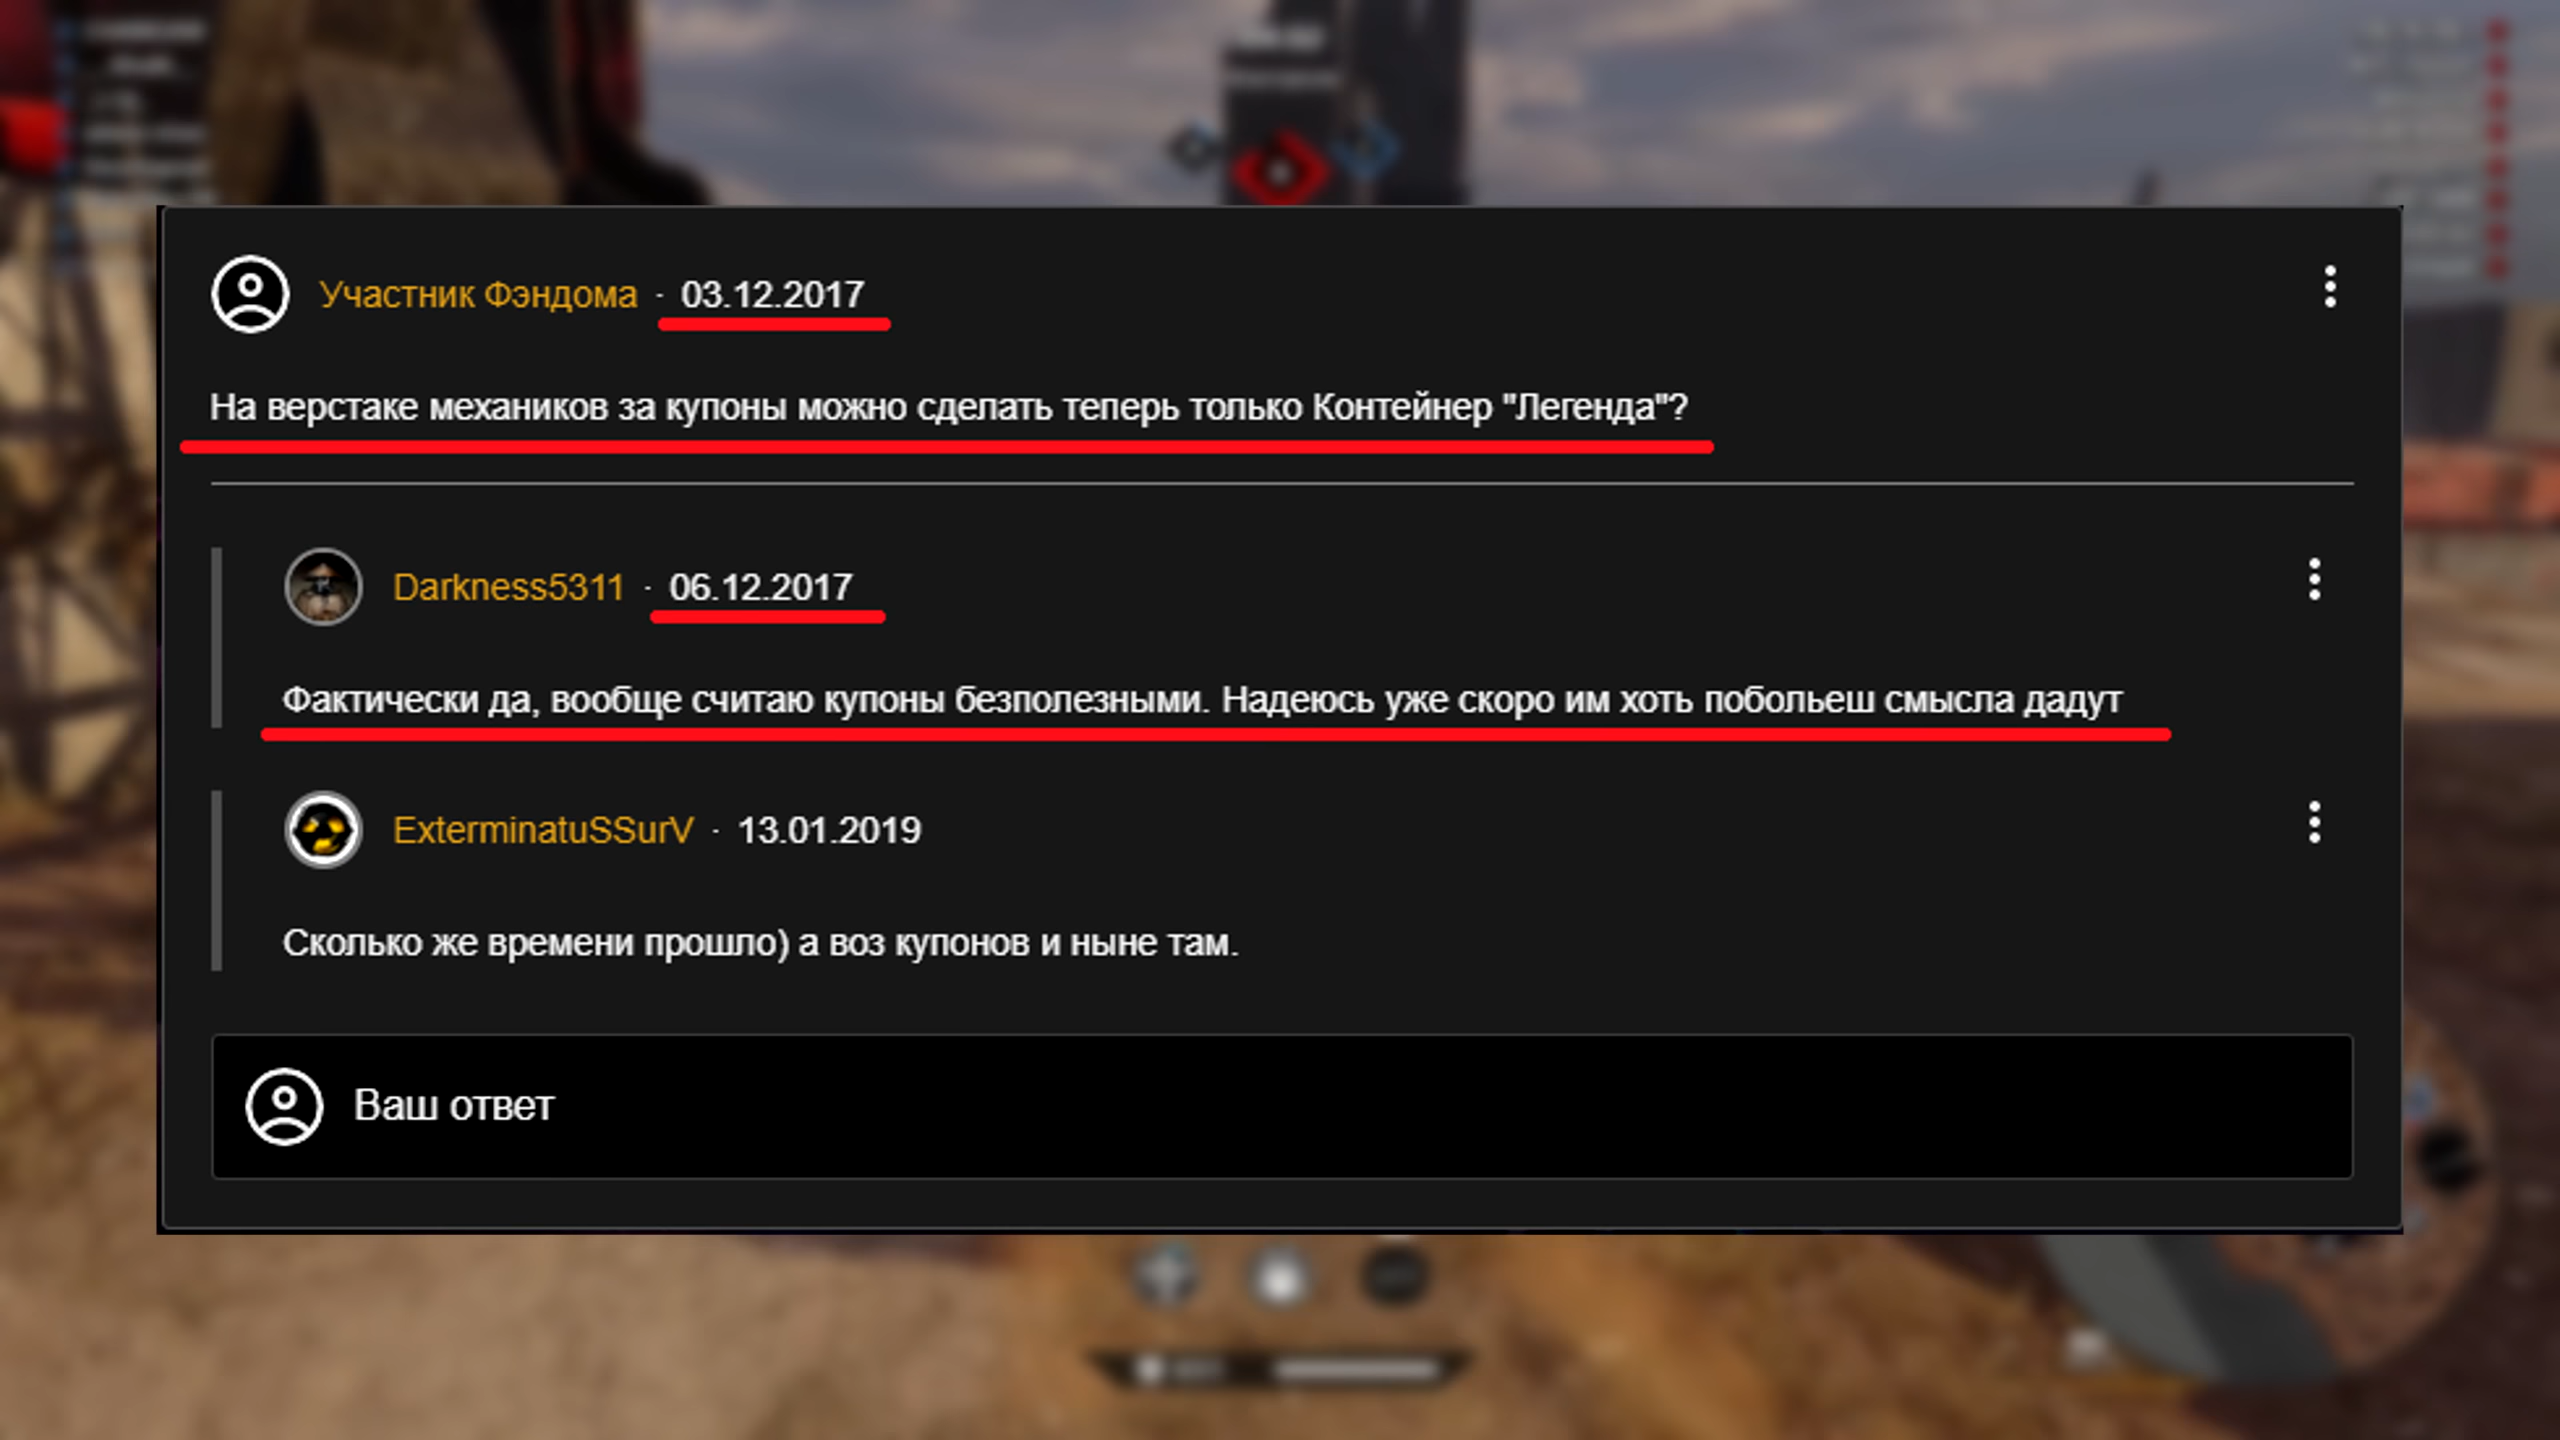 Участник Фэндома · 03.12.2017
На верстаке механиков за купоны можно сделать теперь только Контейнер "Легенда"?
Darkness5311 · 06.12.2017
Фактически да, вообще считаю купоны безполезными. Надеюсь уже скоро им хоть побольеш смысла дадут
ExterminatuSSurV · 13.01.2019
Сколько же времени прошло) а воз купонов и ныне там.
Ваш ответ